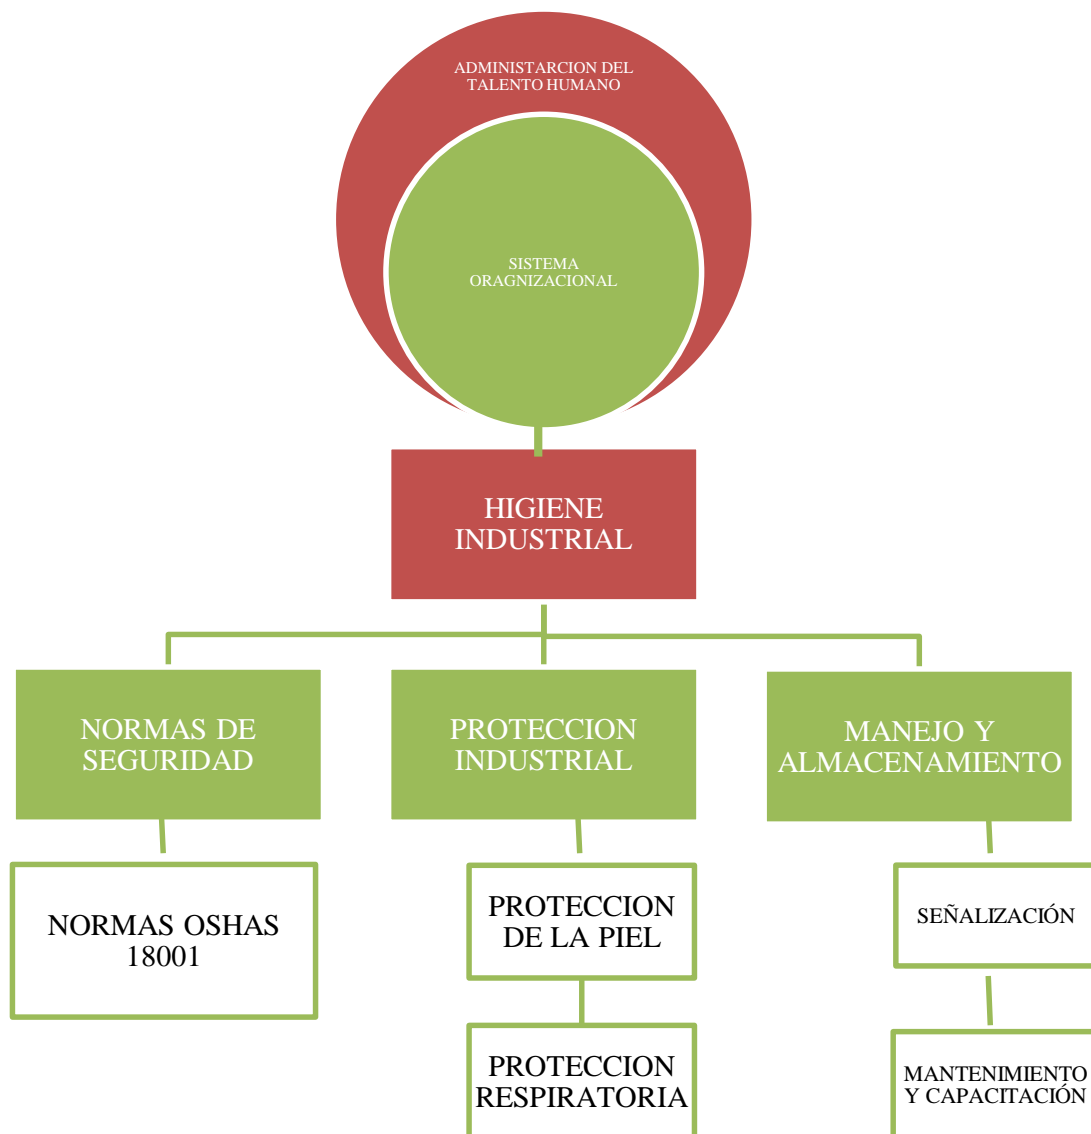 ADMINISTARCION DEL
TALENTO HUMANO
SISTEMA
ORAGNIZACIONAL
HIGIENE
INDUSTRIAL
NORMAS DE
SEGURIDAD
PROTECCION
INDUSTRIAL
MANEJO Y
ALMACENAMIENTO
NORMAS OSHAS
18001
PROTECCION
DE LA PIEL
SEÑALIZACIÓN
PROTECCION
RESPIRATORIA
MANTENIMIENTO
Y CAPACITACIÓN